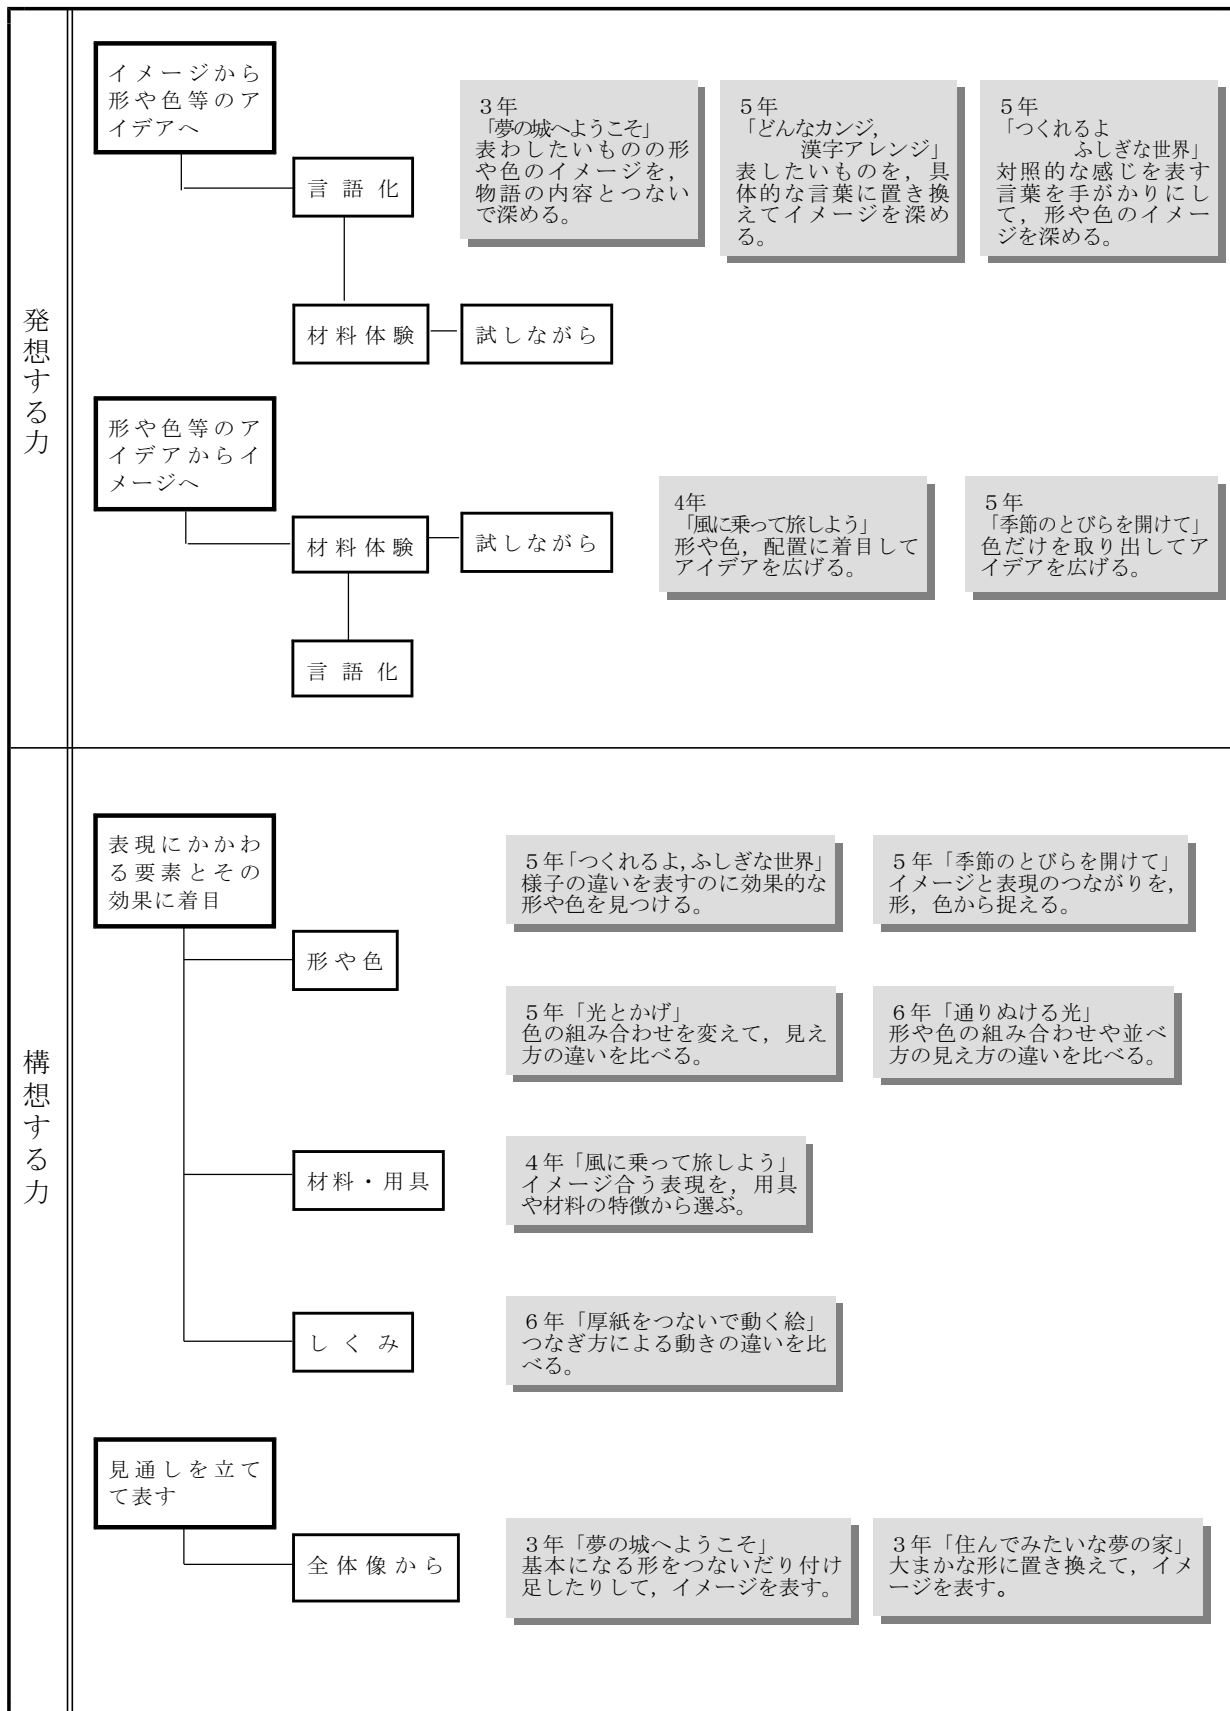 発想する力
イメージから
形や色等のア
イデアへ
言語化
3年
「夢の城へようこそ」
表わしたいものの形
や色のイメージを，
物語の内容とつない
で深める。
5年
「どんなカンジ，
漢字アレンジ」
表したいものを，具
体的な言葉に置き換
えてイメージを深め
る。
5年
「つくれるよ
ふしぎな世界」
対照的な感じを表す
言葉を手がかりにし
て，形や色のイメー
ジを深める。
材料体験
試しながら
形や色等のア
イデアからイ
メージへ
材料体験
試しながら
言語化
4年
「風に乗って旅しよう」
形や色，配置に着目して
アイデアを広げる。
5年
「季節のとびらを開けて」
色だけを取り出してア
イデアを広げる。
構想する力
表現にかかわ
る要素とその
効果に着目
形や色
5年「つくれるよ，ふしぎな世界」
様子の違いを表すのに効果的な
形や色を見つける。
5年「季節のとびらを開けて」
イメージと表現のつながりを，
形，色から捉える。
5年「光とかげ」
色の組み合わせを変えて，見え
方の違いを比べる。
6年「通りぬける光」
形や色の組み合わせや並べ
方の見え方の違いを比べる。
材料・用具
4年「風に乗って旅しよう」
イメージ合う表現を，用具
や材料の特徴から選ぶ。
しくみ
6年「厚紙をつないで動く絵」
つなぎ方による動きの違いを比
べる。
見通しを立て
て表す
全体像から
3年「夢の城へようこそ」
基本になる形をつないだり付け
足したりして，イメージを表す。
3年「住んでみたいな夢の家」
大まかな形に置き換えて，イメ
ージを表す。